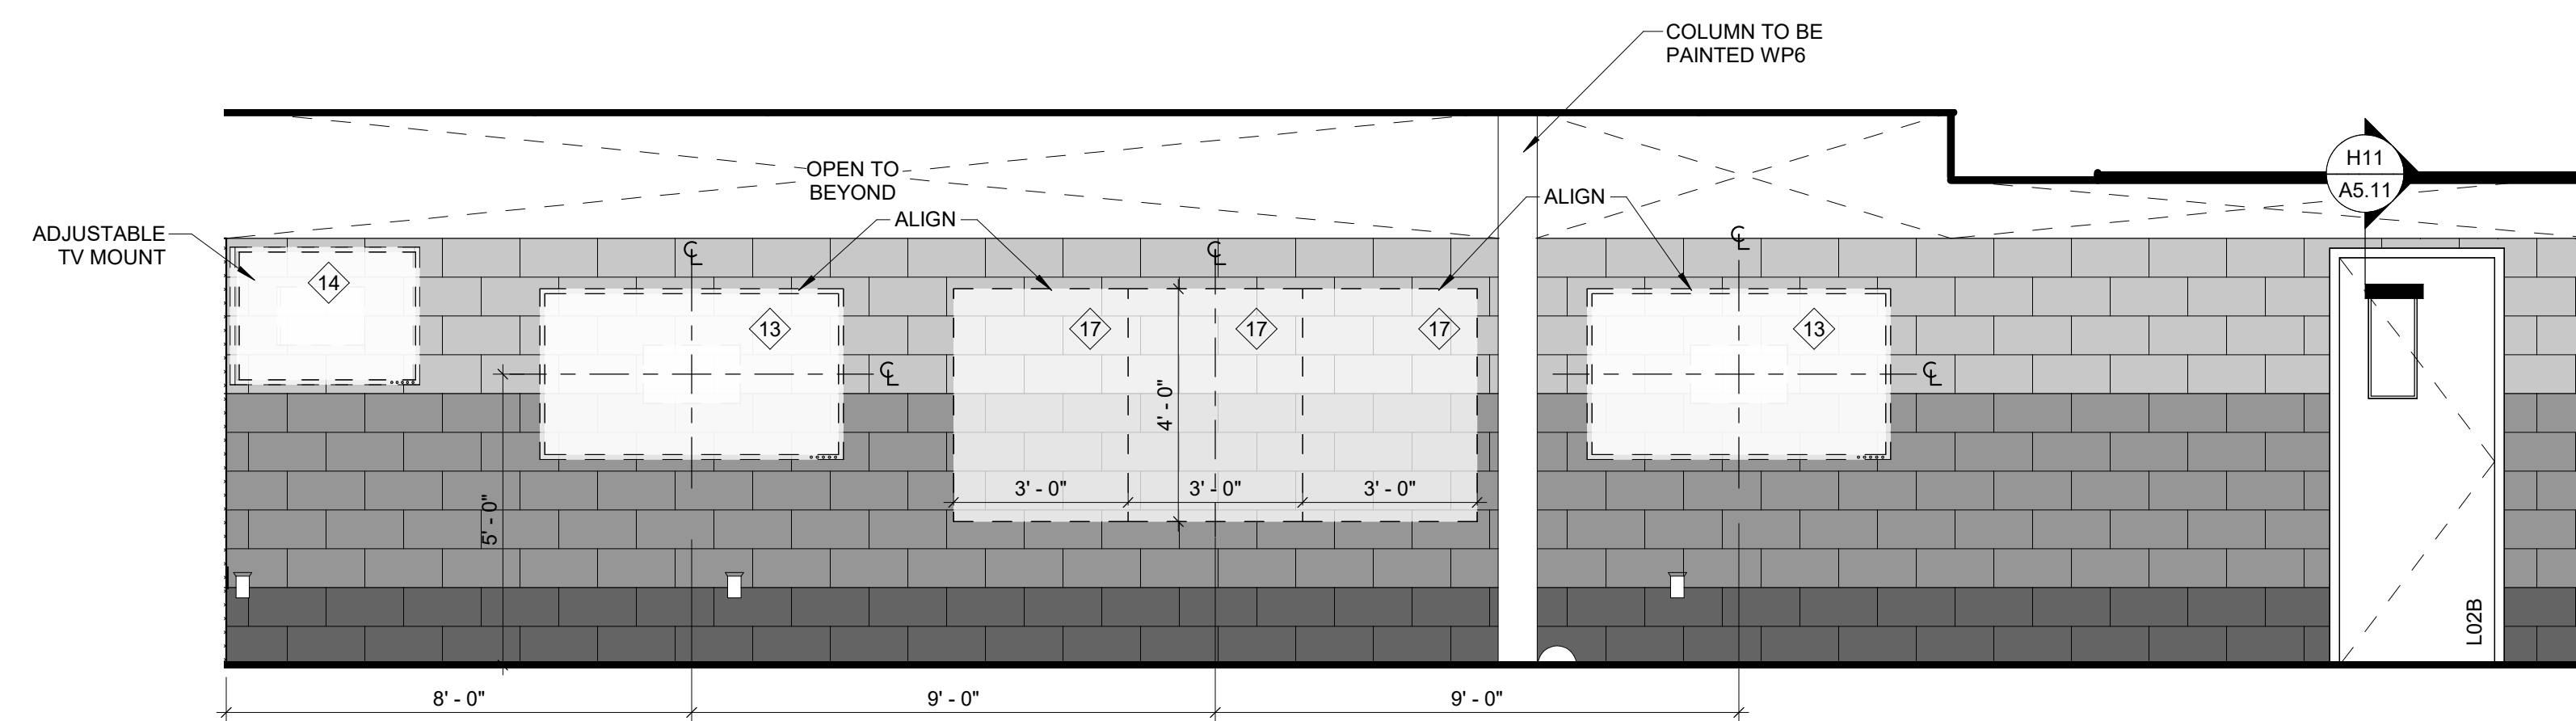 COLUMN TO BE
PAINTED WP6
OPEN TO
BEYOND
H11
A5.11
ALIGN
ALIGN
ADJUSTABLE
TV MOUNT
14
13
17
17
17
13
4' - 0"
3' - 0"
3' - 0"
3' - 0"
5' - 0"
L02B
8' - 0"
9' - 0"
9' - 0"